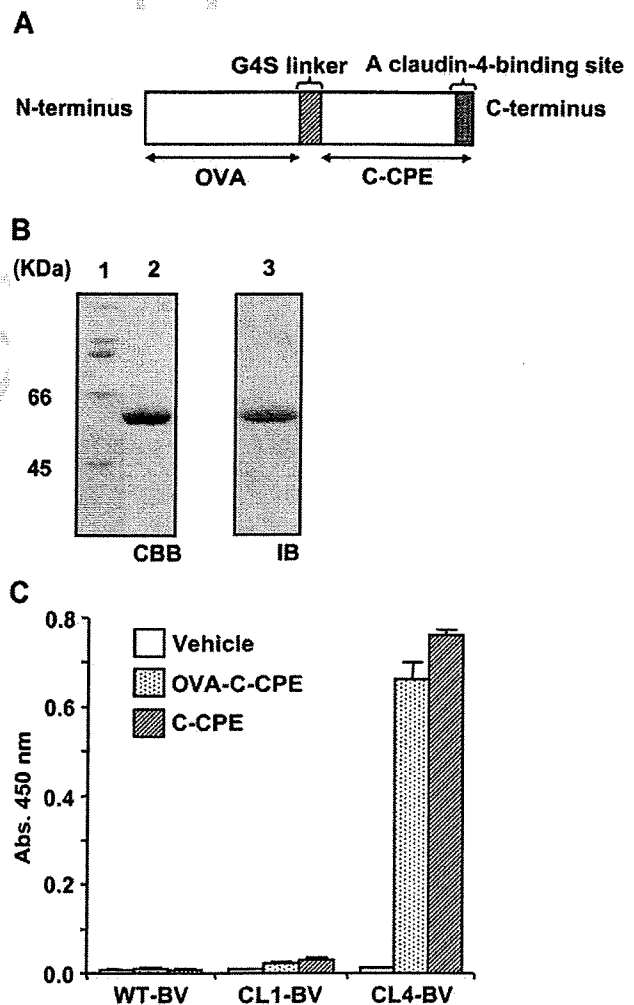 A
G4S linker A claudin-4-binding site
N-terminus C-terminus
OVA C-CPE
B
(KDa) 1 2 3
66
45
CBB IB
C
0.8
Vehicle
OVA-C-CPE
C-CPE
0.6
0.4
0.2
0.0
Abs. 450 nm
WT-BV CL1-BV CL4-BV